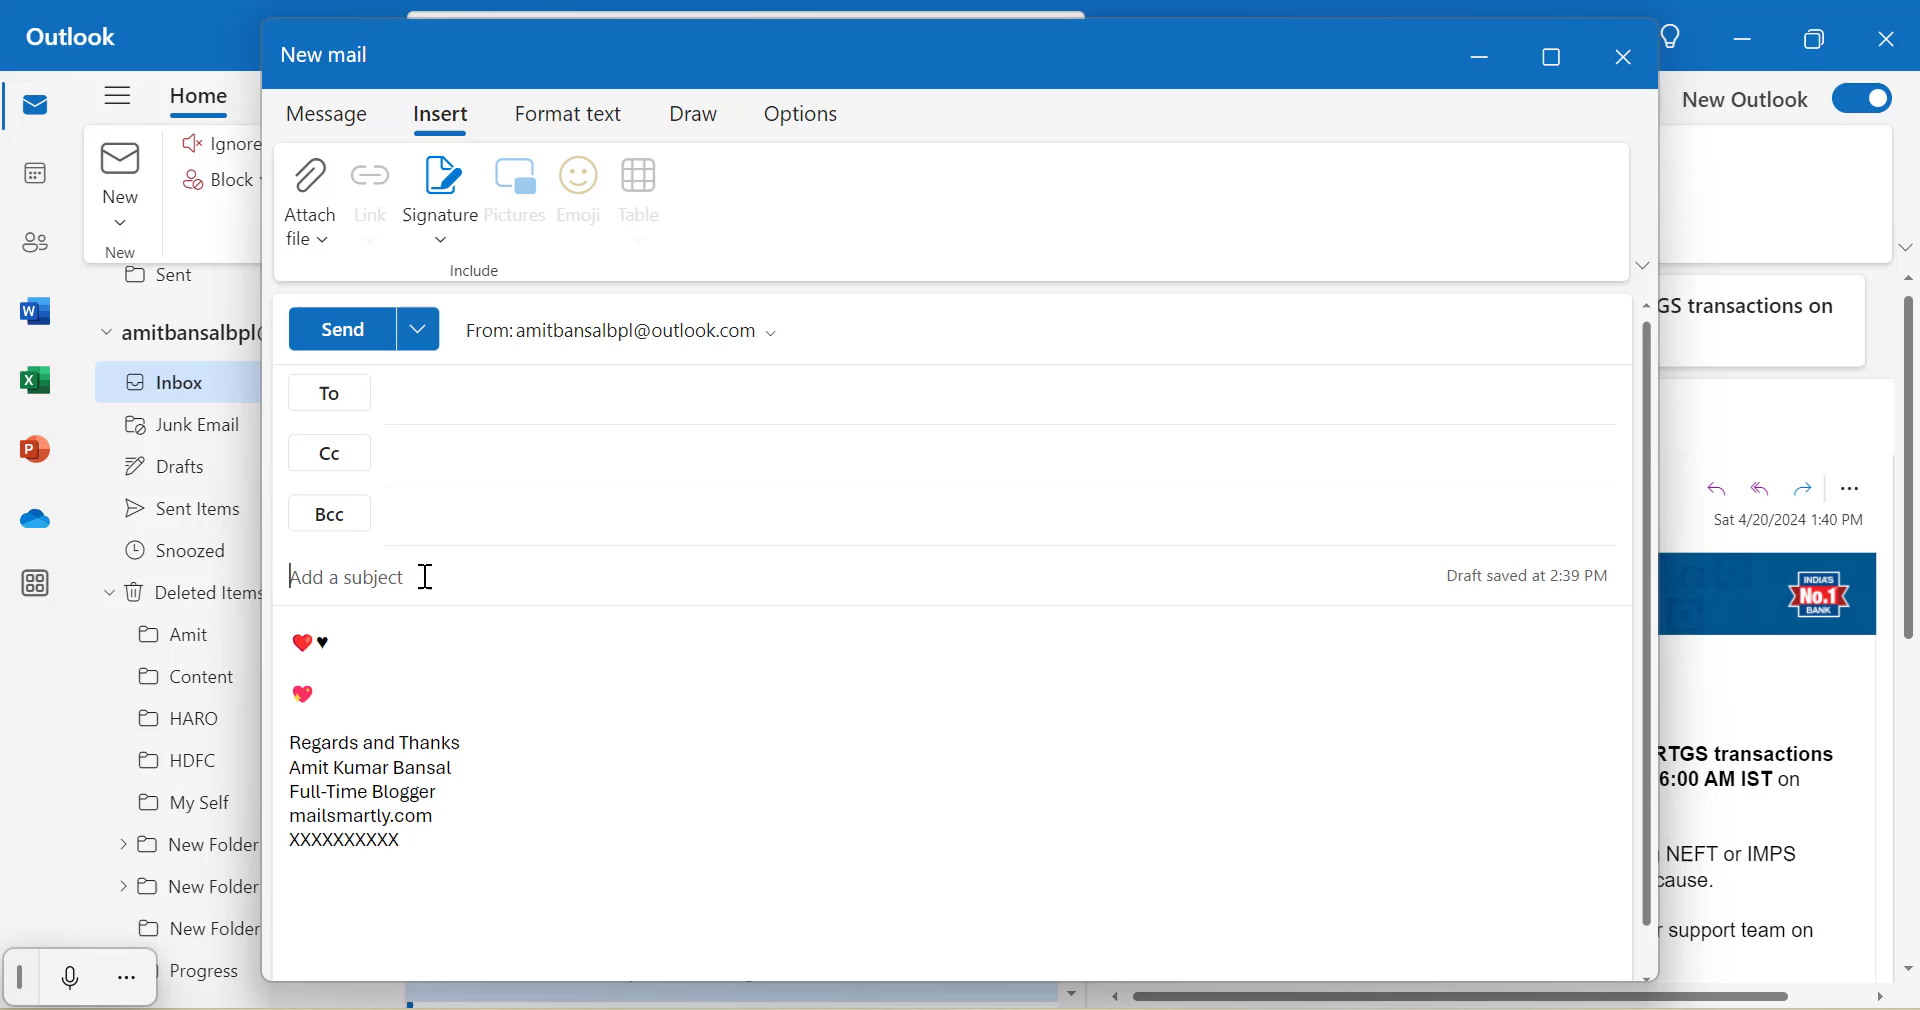 Outlook
New mail
New Outlook
Home
Message Insert Format text Draw Options
New
New
Ignore
Block
Attach file
Link
Signature
Pictures
Emoji
Table
Include
Sent
amitbansalbpl
Inbox
Junk Email
Drafts
Sent Items
Snoozed
Deleted Items
Amit
Content
HARO
HDFC
My Self
New Folder
New Folder
New Folder
Progress
Send From: amitbansalbpl@outlook.com
To
Cc
Bcc
Add a subject Draft saved at 2:39 PM
❤️♥
💖
Regards and Thanks
Amit Kumar Bansal
Full-Time Blogger
mailsmartly.com
XXXXXXXXXX
GS transactions on
Sat 4/20/2024 1:40 PM
INDIA'S
No.1
BANK
RTGS transactions
6:00 AM IST on
NEFT or IMPS
cause.
r support team on